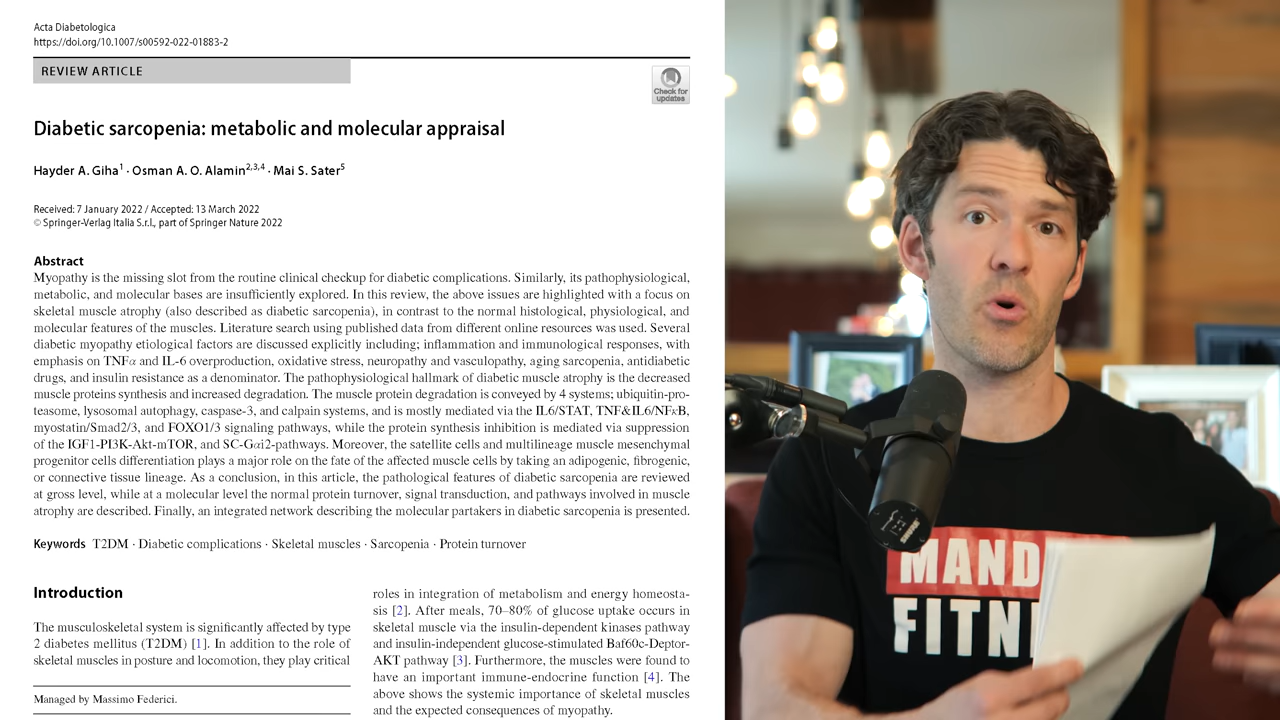 Acta Diabetologica
https://doi.org/10.1007/s00592-022-01883-2
REVIEW ARTICLE
Check for
updates
Diabetic sarcopenia: metabolic and molecular appraisal
Hayder A. Giha1 · Osman A. O. Alamin2,3,4 · Mai S. Sater5
Received: 7 January 2022 / Accepted: 13 March 2022
© Springer-Verlag Italia S.r.l., part of Springer Nature 2022
Abstract
Myopathy is the missing slot from the routine clinical checkup for diabetic complications. Similarly, its pathophysiological,
metabolic, and molecular bases are insufficiently explored. In this review, the above issues are highlighted with a focus on
skeletal muscle atrophy (also described as diabetic sarcopenia), in contrast to the normal histological, physiological, and
molecular features of the muscles. Literature search using published data from different online resources was used. Several
diabetic myopathy etiological factors are discussed explicitly including; inflammation and immunological responses, with
emphasis on TNFα and IL-6 overproduction, oxidative stress, neuropathy and vasculopathy, aging sarcopenia, antidiabetic
drugs, and insulin resistance as a denominator. The pathophysiological hallmark of diabetic muscle atrophy is the decreased
muscle proteins synthesis and increased degradation. The muscle protein degradation is conveyed by 4 systems; ubiquitin-pro-
teasome, lysosomal autophagy, caspase-3, and calpain systems, and is mostly mediated via the IL6/STAT, TNF&IL6/NFκB,
myostatin/Smad2/3, and FOXO1/3 signaling pathways, while the protein synthesis inhibition is mediated via suppression
of the IGF1-PI3K-Akt-mTOR, and SC-Gαi2-pathways. Moreover, the satellite cells and multilineage muscle mesenchymal
progenitor cells differentiation plays a major role on the fate of the affected muscle cells by taking an adipogenic, fibrogenic,
or connective tissue lineage. As a conclusion, in this article, the pathological features of diabetic sarcopenia are reviewed
at gross level, while at a molecular level the normal protein turnover, signal transduction, and pathways involved in muscle
atrophy are described. Finally, an integrated network describing the molecular partakers in diabetic sarcopenia is presented.
Keywords T2DM · Diabetic complications · Skeletal muscles · Sarcopenia · Protein turnover
Introduction
The musculoskeletal system is significantly affected by type
2 diabetes mellitus (T2DM) [1]. In addition to the role of
skeletal muscles in posture and locomotion, they play critical
Managed by Massimo Federici.
roles in integration of metabolism and energy homeosta-
sis [2]. After meals, 70–80% of glucose uptake occurs in
skeletal muscle via the insulin-dependent kinases pathway
and insulin-independent glucose-stimulated Baf60c-Deptor-
AKT pathway [3]. Furthermore, the muscles were found to
have an important immune-endocrine function [4]. The
above shows the systemic importance of skeletal muscles
and the expected consequences of myopathy.
SHURE
MAND
FITN